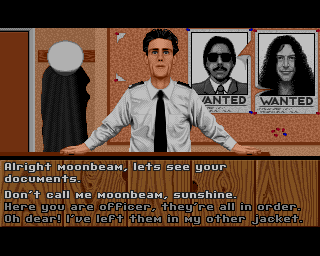 WANTED
WANTED
Alright moonbeam, lets see your
documents.
Don't call me moonbeam, sunshine.
Here you are officer, they're all in order.
Oh dear! I've left them in my other jacket.